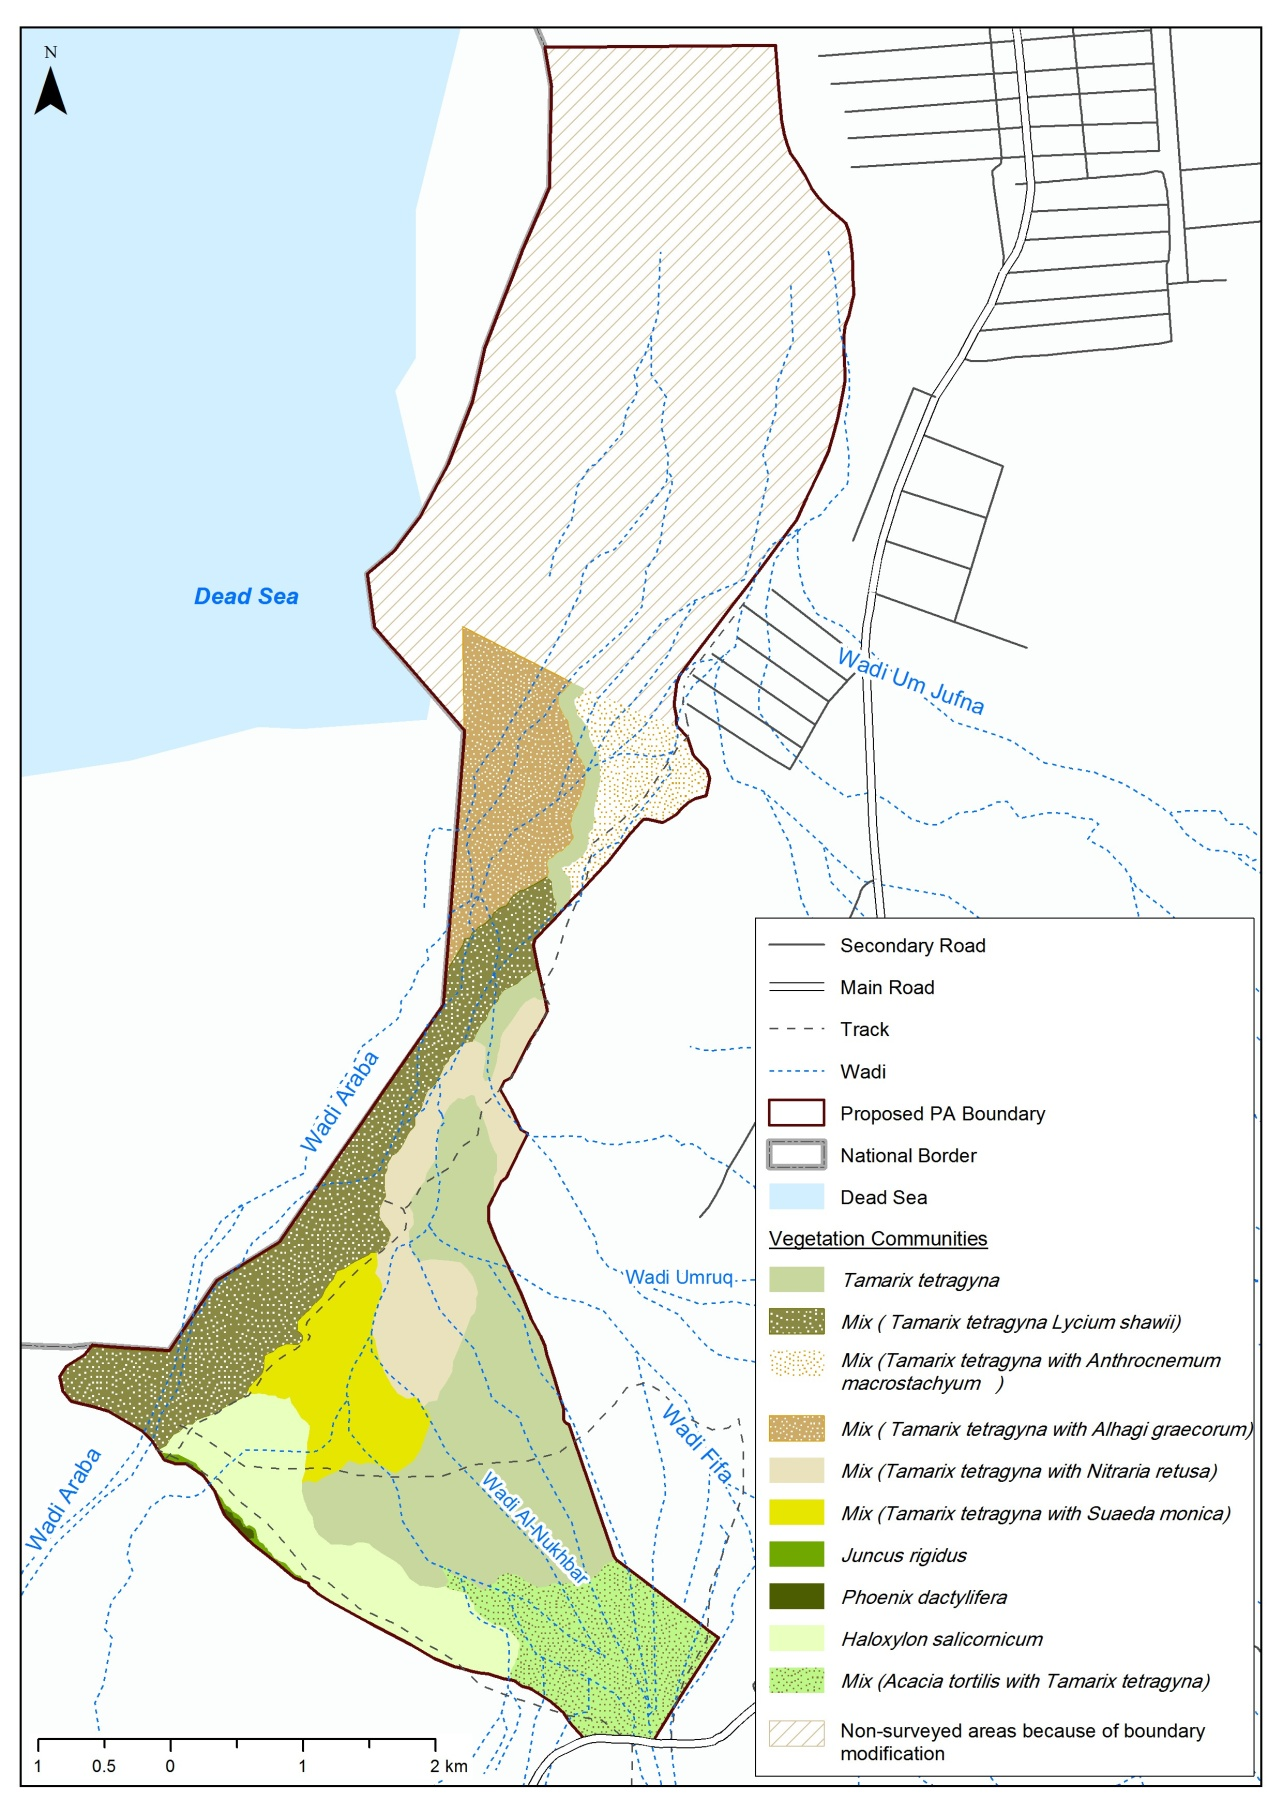 N
Dead Sea
Wadi Um Jufna
Wadi Araba
Wadi Umruq
Wadi Fifa
Wadi Araba
Wadi Al-Nukhbar
Secondary Road
Main Road
Track
Wadi
Proposed PA Boundary
National Border
Dead Sea
Vegetation Communities
Tamarix tetragyna
Mix ( Tamarix tetragyna Lycium shawii)
Mix (Tamarix tetragyna with Anthrocnemum
macrostachyum )
Mix ( Tamarix tetragyna with Alhagi graecorum)
Mix (Tamarix tetragyna with Nitraria retusa)
Mix (Tamarix tetragyna with Suaeda monica)
Juncus rigidus
Phoenix dactylifera
Haloxylon salicornicum
Mix (Acacia tortilis with Tamarix tetragyna)
Non-surveyed areas because of boundary
modification
1 0.5 0 1 2 km